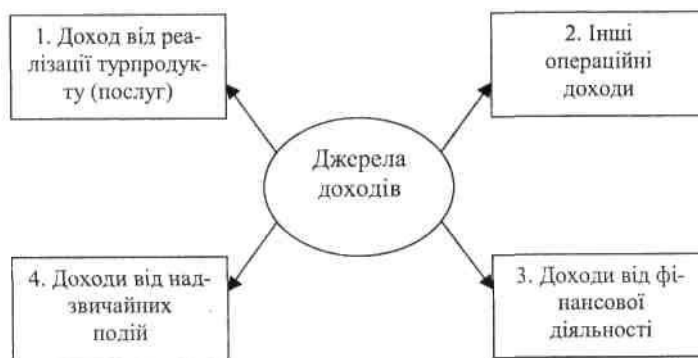 1. Доход від реа-
лізації турпродук-
ту (послуг)
2. Інші
операційні
доходи
Джерела
доходів
4. Доходи від над-
звичайних
подій
3. Доходи від фі-
нансової
діяльності